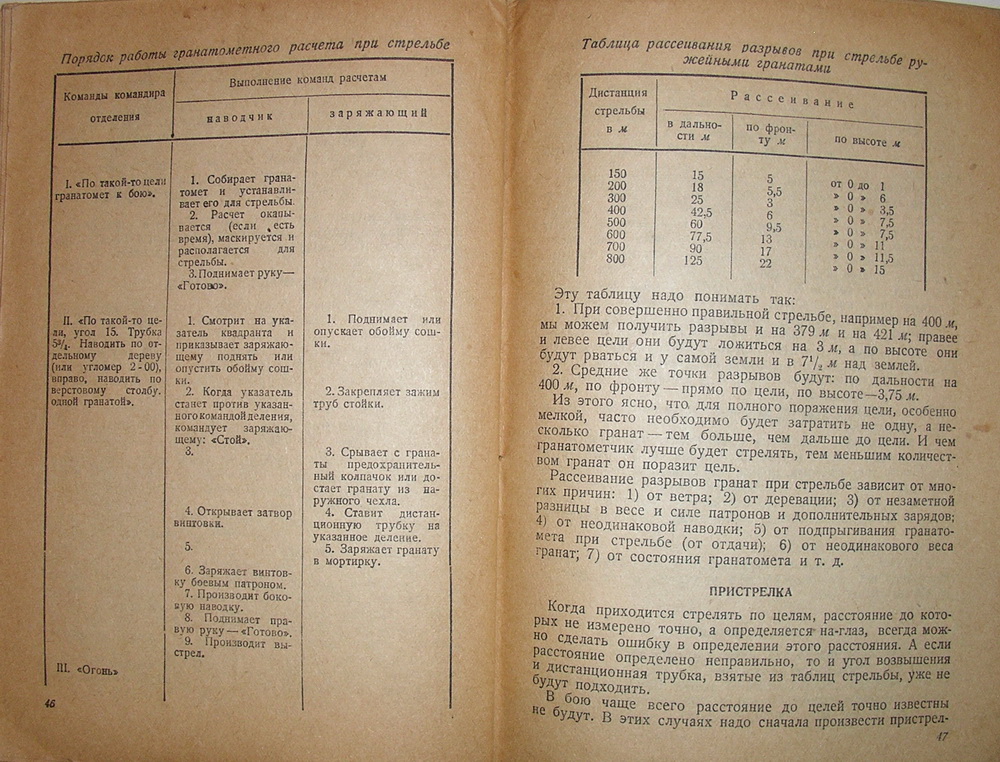 Порядок работы гранатометного расчета при стрельбе
Команды командира
отделения
Выполнение команд расчетам
наводчик
заряжающий
I. «По такой-то цели
гранатомет к бою».
1. Собирает грана-
томет и устанавли-
вает его для стрельбы.
2. Расчет окапы-
вается (если есть
время), маскируется и
располагается для
стрельбы.
3. Поднимает руку—
«Готово».
II. «По такой-то це-
ли, угол 15. Трубка
5³/₄. Наводить по от-
дельному дереву
(или угломер 2-00),
вправо, наводить по
верстовому столбу.
одной гранатой».
1. Смотрит на ука-
затель квадранта и
приказывает заряжаю-
щему поднять или
опустить обойму сош-
ки.
2. Когда указатель
станет против указан-
ного командой деления,
командует заряжаю-
щему: «Стой».
3.
4. Открывает затвор
винтовки.
5.
6. Заряжает винтов-
ку боевым патроном.
7. Производит боко-
вую наводку.
8. Поднимает пра-
вую руку — «Готово».
9. Производит вы-
стрел.
1. Поднимает или
опускает обойму сош-
ки.
2. Закрепляет зажим
труб стойки.
3. Срывает с грана-
ты предохранитель-
ный колпачок или до-
стает гранату из на-
ружного чехла.
4. Ставит дистан-
ционную трубку на
указанное деление.
5. Заряжает гранату
в мортирку.
III. «Огонь»
46
Таблица рассеивания разрывов при стрельбе ру-
жейными гранатами
Дистанция
стрельбы
в м
Рассеивание
в дально-
сти м
по фрон-
ту м
по высоте м
150 15 5 от 0 до 1
200 18 5,5 » 0 » 6
300 25 3 » 0 » 3,5
400 42,5 6 » 0 » 7,5
500 60 9,5 » 0 » 7,5
600 77,5 13 » 0 » 11
700 90 17 » 0 » 11,5
800 125 22 » 0 » 15
Эту таблицу надо понимать так:
1. При совершенно правильной стрельбе, например на 400 м,
мы можем получить разрывы и на 379 м и на 421 м; правее
и левее цели они будут ложиться на 3 м, а по высоте они
будут рваться и у самой земли и в 7¹/₂ м над землей.
2. Средние же точки разрывов будут: по дальности на
400 м, по фронту — прямо по цели, по высоте—3,75 м.
Из этого ясно, что для полного поражения цели, особенно
мелкой, часто необходимо будет затратить не одну, а не-
сколько гранат — тем больше, чем дальше до цели. И чем
гранатометчик лучше будет стрелять, тем меньшим количест-
вом гранат он поразит цель.
Рассеивание разрывов гранат при стрельбе зависит от мно-
гих причин: 1) от ветра; 2) от деревации; 3) от незаметной
разницы в весе и силе патронов и дополнительных зарядов;
4) от неодинаковой наводки; 5) от подпрыгивания гранато-
мета при стрельбе (от отдачи); 6) от неодинакового веса
гранат; 7) от состояния гранатомета и т. д.
ПРИСТРЕЛКА
Когда приходится стрелять по целям, расстояние до кото-
рых не измерено точно, а определяется на-глаз, всегда мож-
но сделать ошибку в определении этого расстояния. А если
расстояние определено неправильно, то и угол возвышения
и дистанционная трубка, взятые из таблиц стрельбы, уже не
будут подходить.
В бою чаще всего расстояние до целей точно известны
не будут. В этих случаях надо сначала произвести пристрел-
47